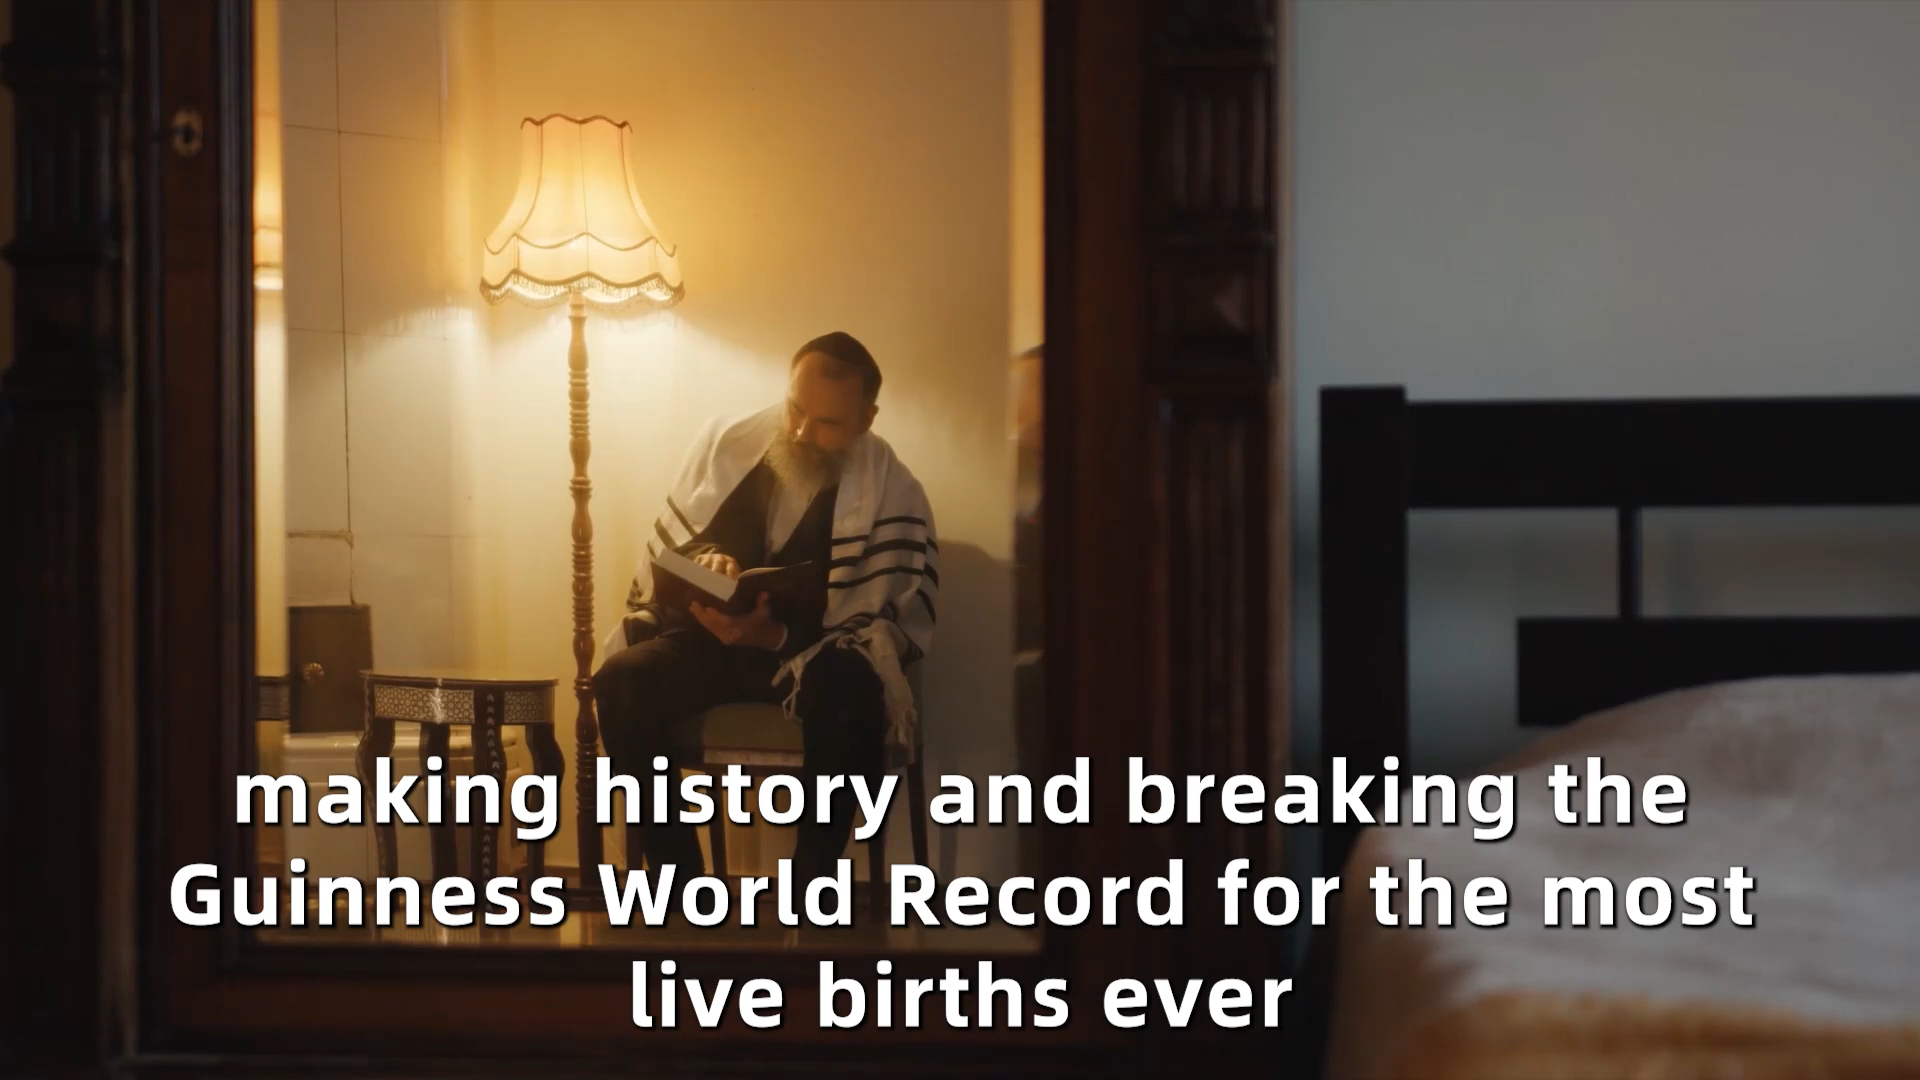 making history and breaking the
Guinness World Record for the most
live births ever